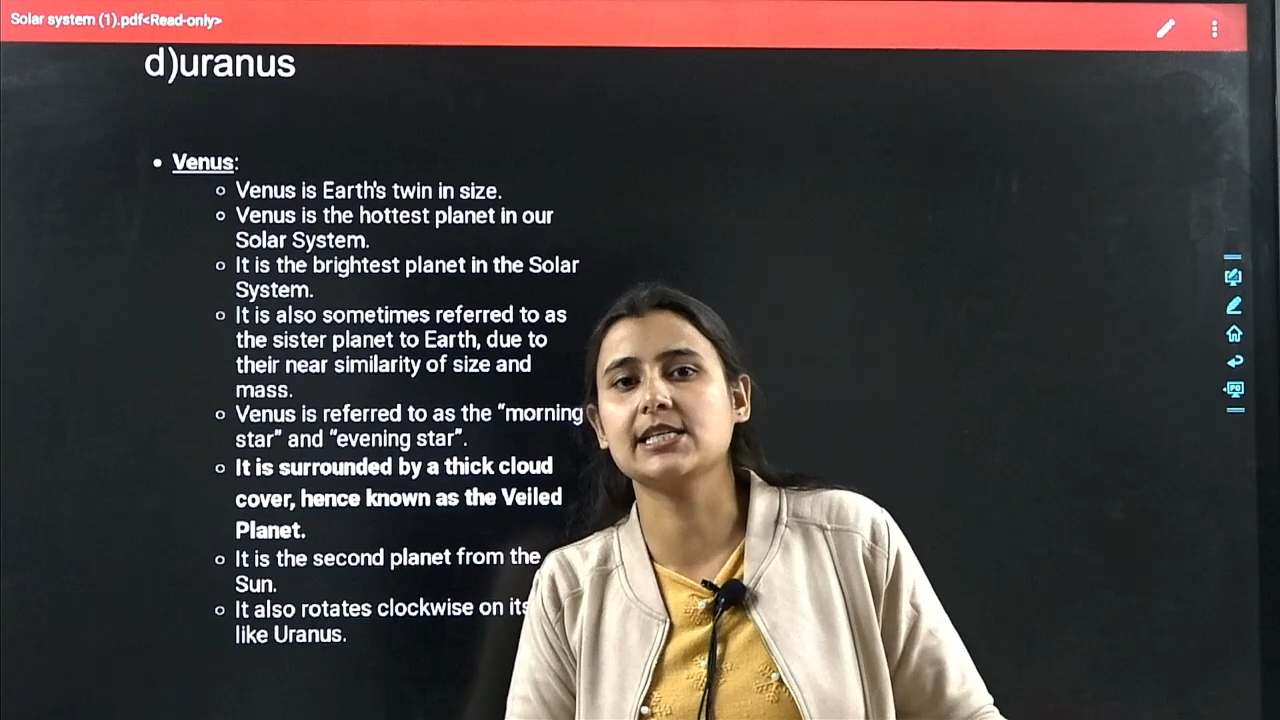 Solar system (1).pdf<Read-only>
d)uranus
• Venus:
o Venus is Earth's twin in size.
o Venus is the hottest planet in our
Solar System.
o It is the brightest planet in the Solar
System.
o It is also sometimes referred to as
the sister planet to Earth, due to
their near similarity of size and
mass.
o Venus is referred to as the “morning
star” and “evening star”.
o It is surrounded by a thick cloud
cover, hence known as the Veiled
Planet.
o It is the second planet from the
Sun.
o It also rotates clockwise on its
like Uranus.